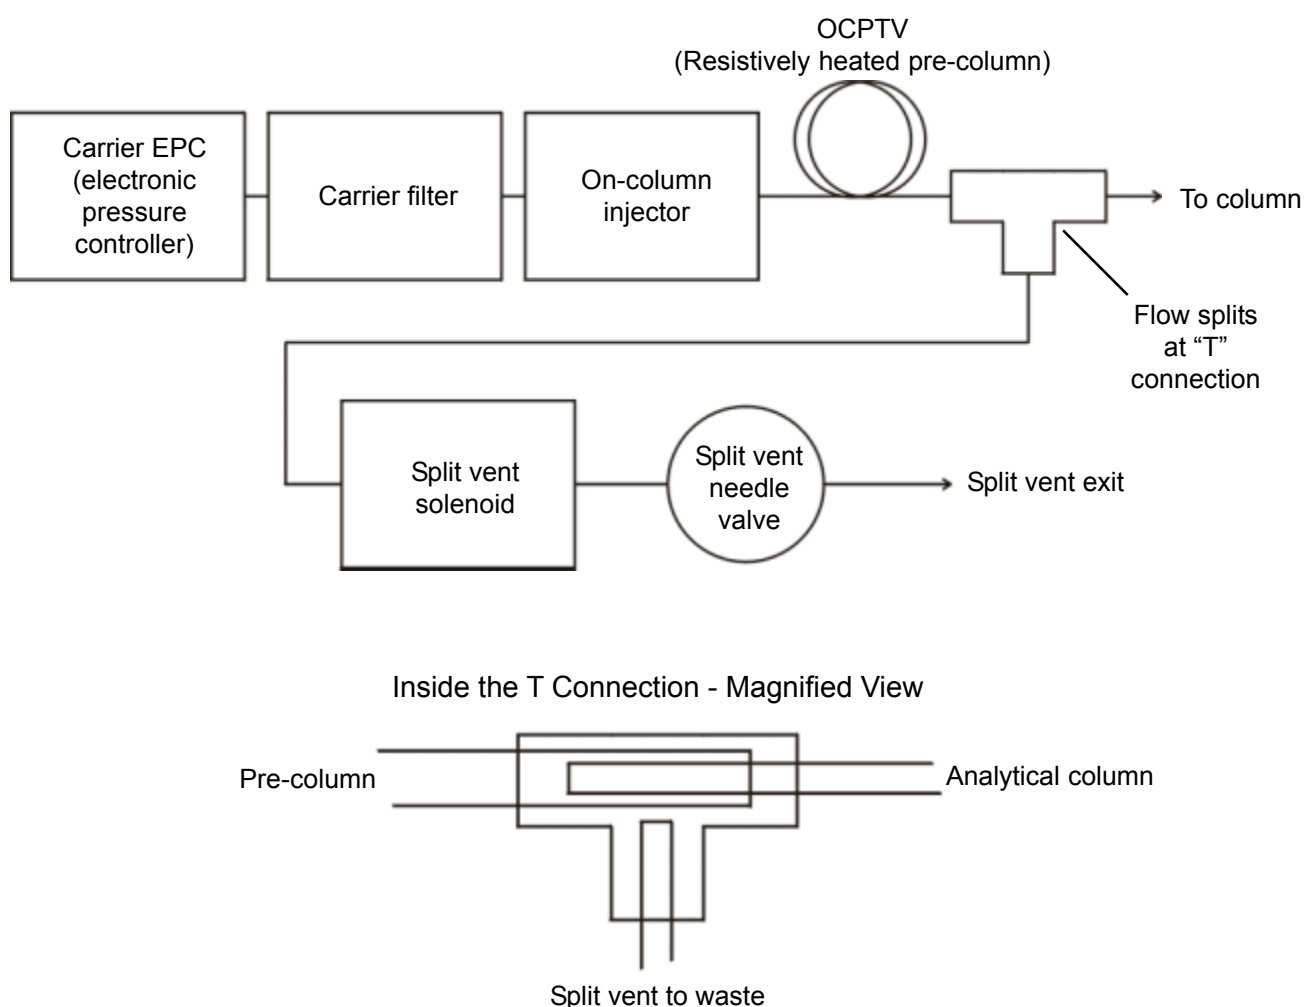 OCPTV
(Resistively heated pre-column)
Carrier EPC
(electronic
pressure
controller)
Carrier filter
On-column
injector
To column
Flow splits
at “T”
connection
Split vent
solenoid
Split vent
needle
valve
Split vent exit
Inside the T Connection - Magnified View
Pre-column
Analytical column
Split vent to waste